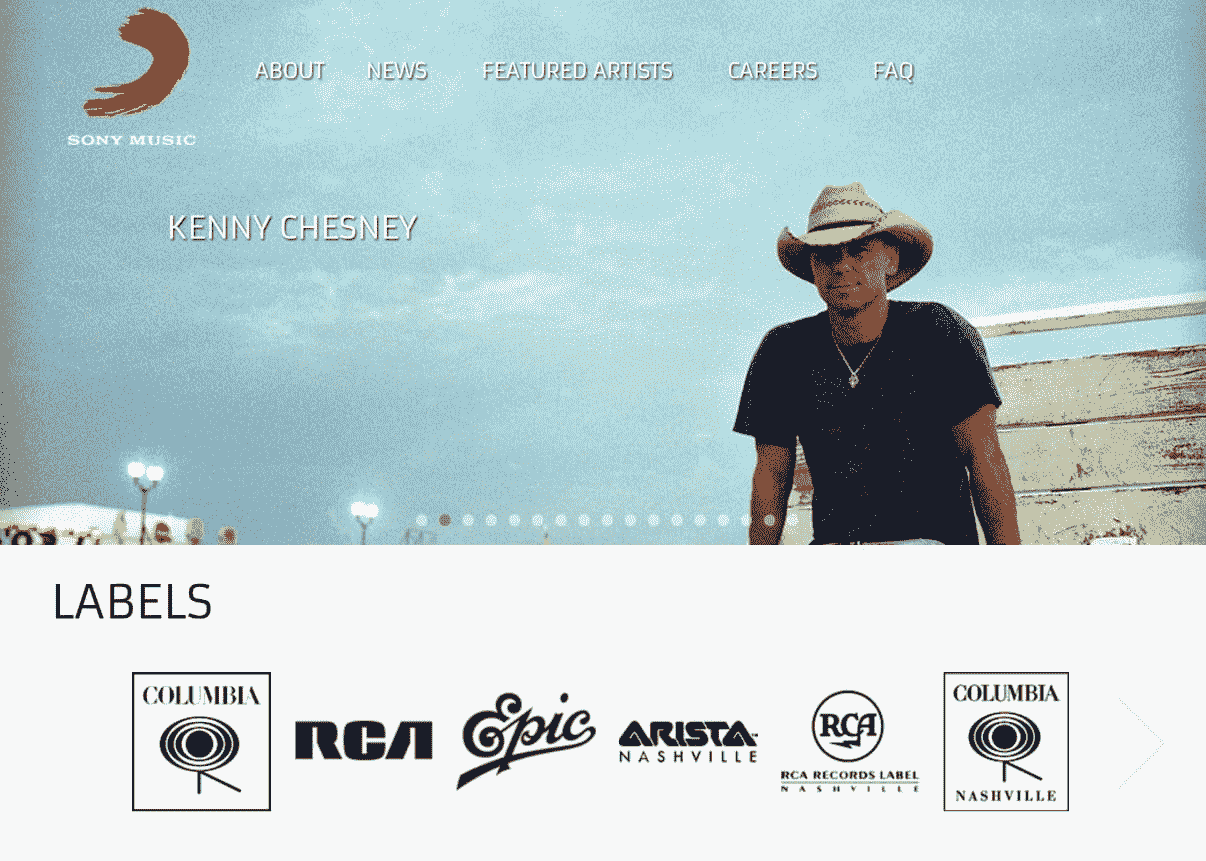 ABOUT NEWS FEATURED ARTISTS CAREERS FAQ
SONY MUSIC
KENNY CHESNEY
LABELS
COLUMBIA
RCA
Epic
ARISTA
NASHVILLE
RCA
RCA RECORDS LABEL
NASHVILLE
COLUMBIA
NASHVILLE